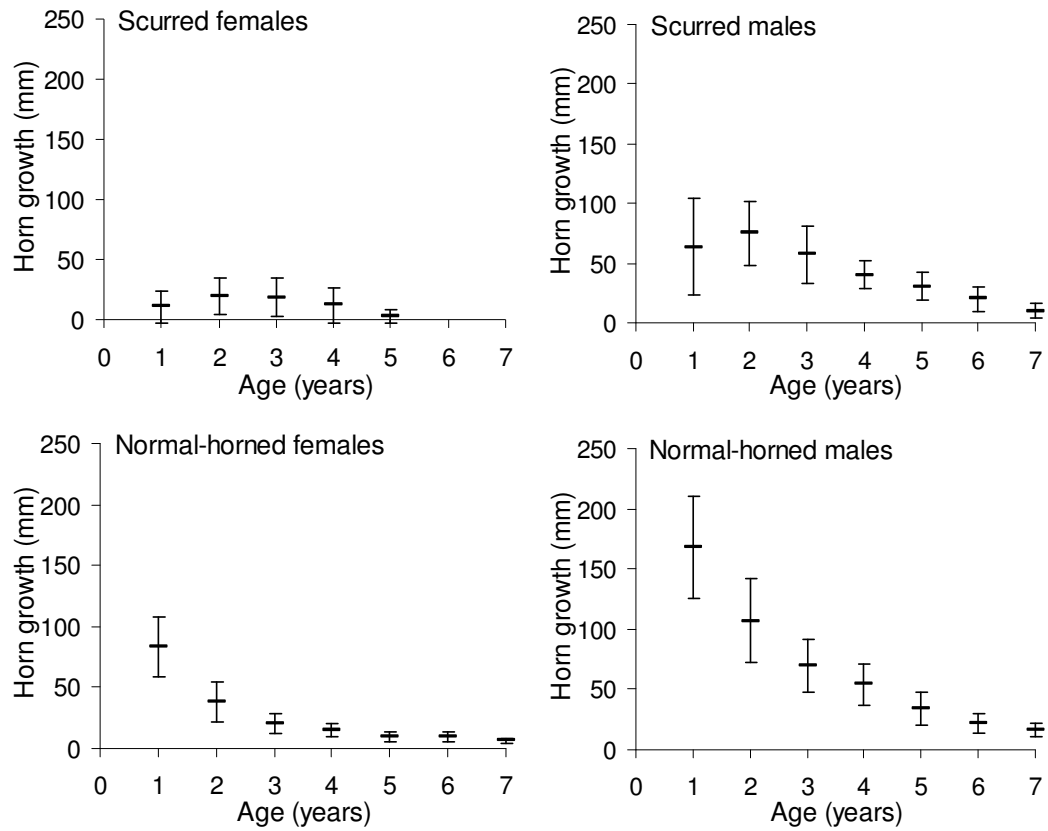 Scurred females
250
200
150
100
50
0
Horn growth (mm)
0 1 2 3 4 5 6 7
Age (years)
Scurred males
250
200
150
100
50
0
Horn growth (mm)
0 1 2 3 4 5 6 7
Age (years)
Normal-horned females
250
200
150
100
50
0
Horn growth (mm)
0 1 2 3 4 5 6 7
Age (years)
Normal-horned males
250
200
150
100
50
0
Horn growth (mm)
0 1 2 3 4 5 6 7
Age (years)